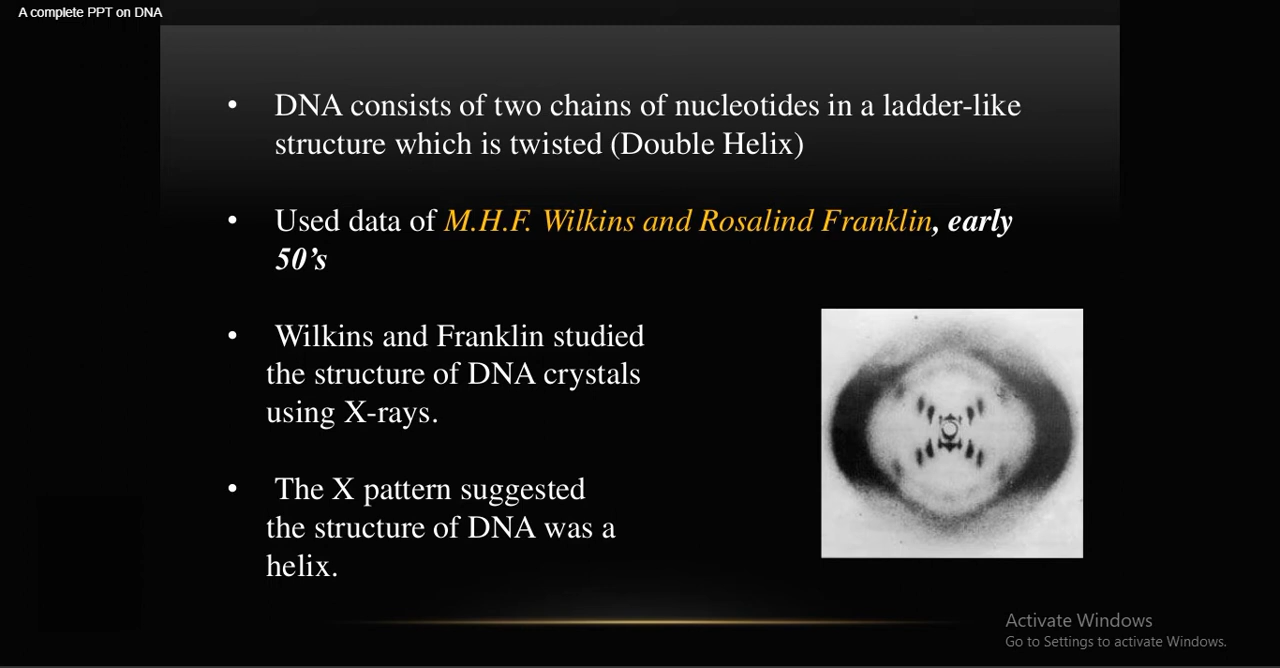 A complete PPT on DNA
• DNA consists of two chains of nucleotides in a ladder-like
structure which is twisted (Double Helix)
• Used data of M.H.F. Wilkins and Rosalind Franklin, early
50’s
• Wilkins and Franklin studied
the structure of DNA crystals
using X-rays.
• The X pattern suggested
the structure of DNA was a
helix.
Activate Windows
Go to Settings to activate Windows.